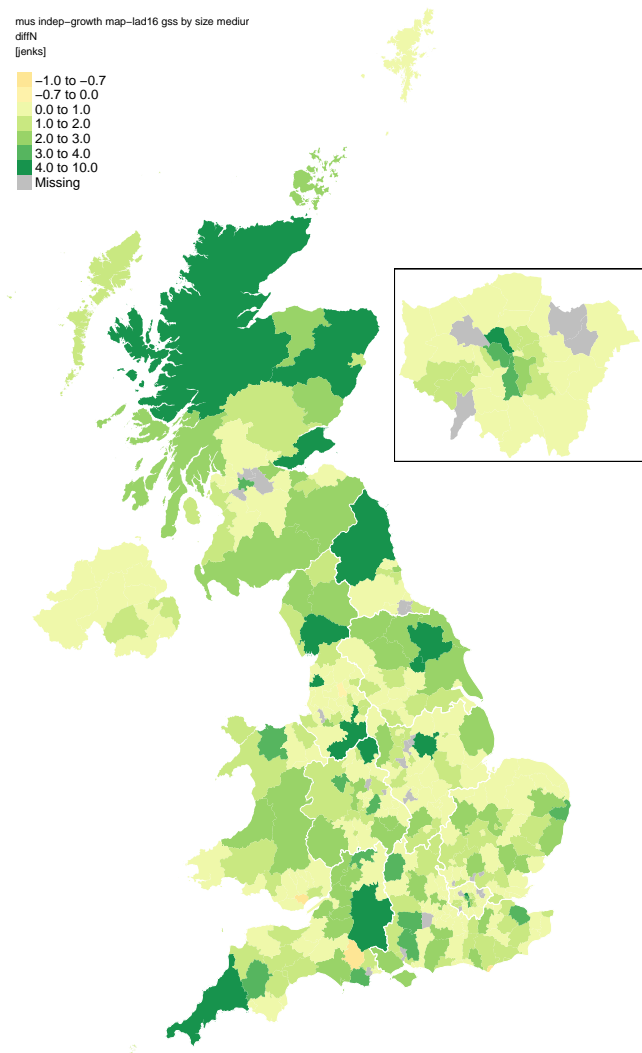 mus indep−growth map−lad16 gss by size mediur
diffN
[jenks]
−1.0 to −0.7
−0.7 to 0.0
0.0 to 1.0
1.0 to 2.0
2.0 to 3.0
3.0 to 4.0
4.0 to 10.0
Missing